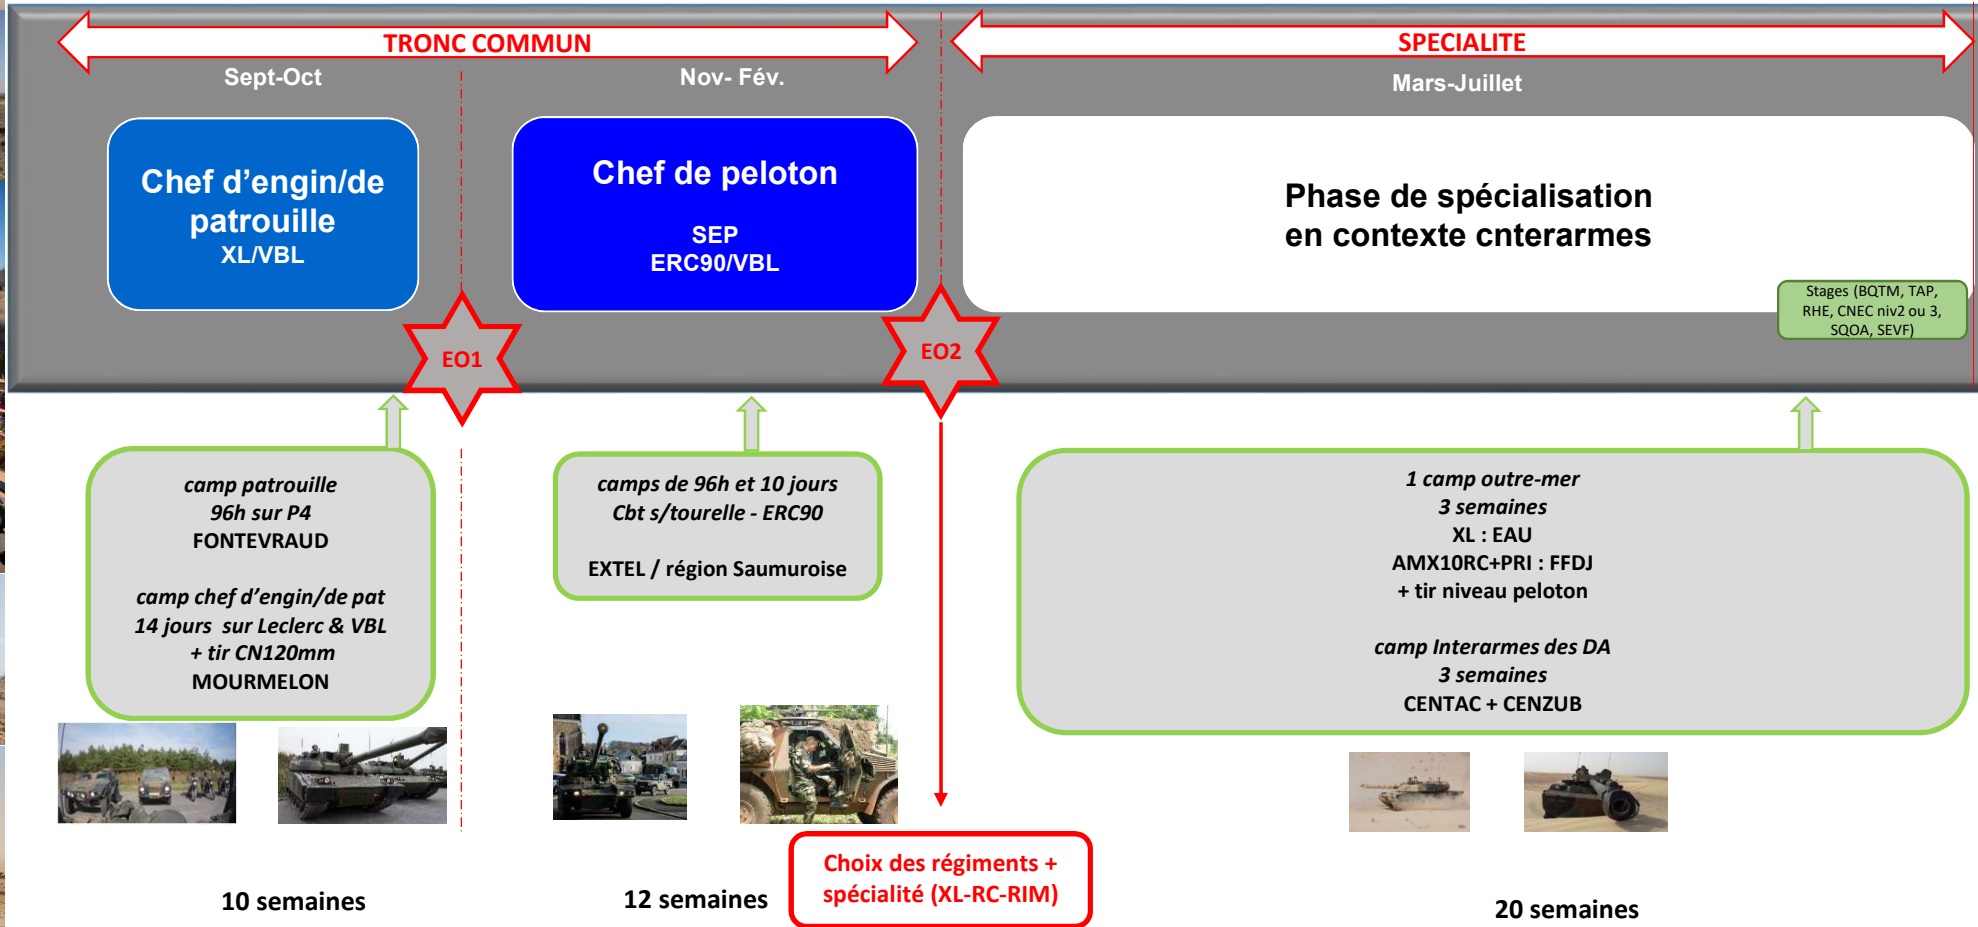 TRONC COMMUN
SPECIALITE
Sept-Oct
Nov- Fév.
Mars-Juillet
Chef d'engin/de
patrouille
XL/VBL
Chef de peloton
SEP
ERC90/VBL
Phase de spécialisation
en contexte cnterarmes
Stages (BQTM, TAP,
RHE, CNEC niv2 ou 3,
SQOA, SEVF)
EO1
EO2
camp patrouille
96h sur P4
FONTEVRAUD
camp chef d'engin/de pat
14 jours sur Leclerc & VBL
+ tir CN120mm
MOURMELON
camps de 96h et 10 jours
Cbt s/tourelle - ERC90
EXTEL / région Saumuroise
1 camp outre-mer
3 semaines
XL : EAU
AMX10RC+PRI : FFDJ
+ tir niveau peloton
camp Interarmes des DA
3 semaines
CENTAC + CENZUB
Choix des régiments +
spécialité (XL-RC-RIM)
10 semaines
12 semaines
20 semaines